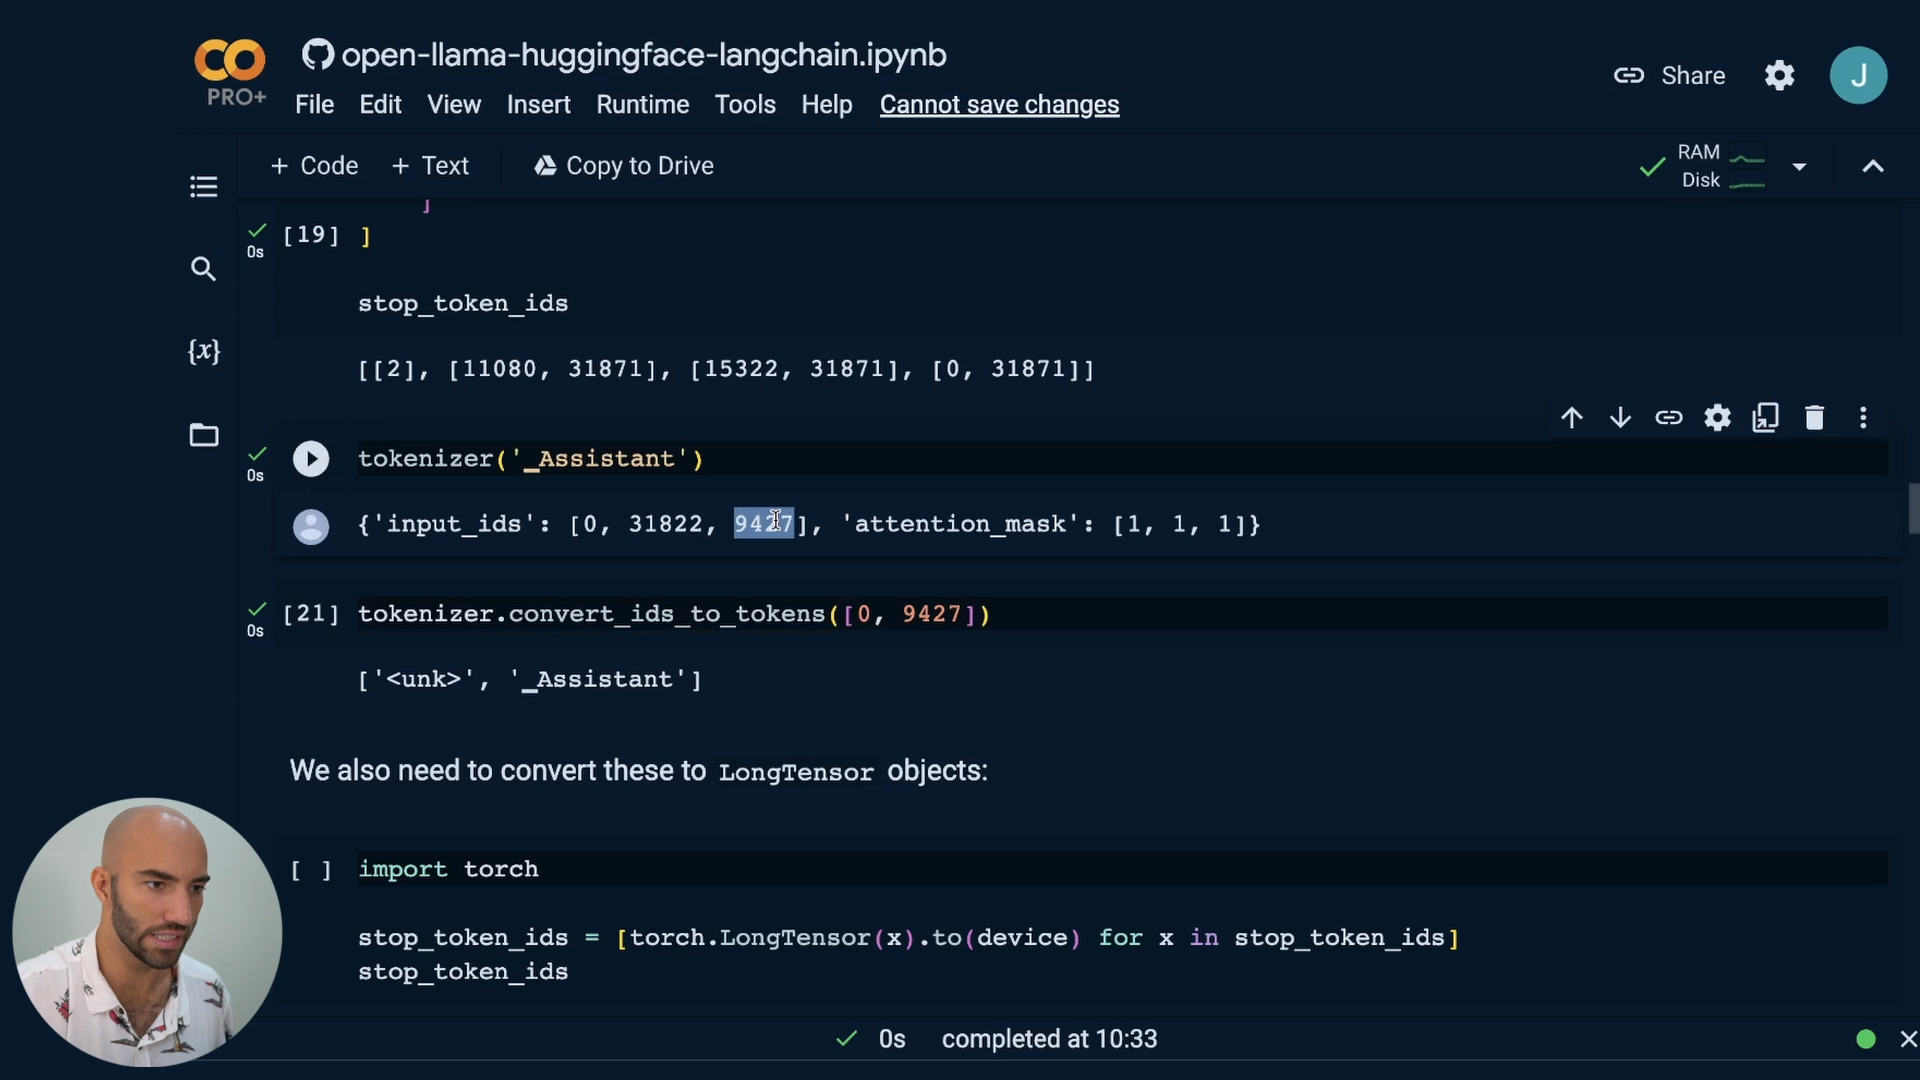 open-llama-huggingface-langchain.ipynb
PRO+
File Edit View Insert Runtime Tools Help Cannot save changes
Share
J
+ Code + Text Copy to Drive
RAM
Disk
]
0s [19] ]
stop_token_ids
[[2], [11080, 31871], [15322, 31871], [0, 31871]]
0s tokenizer('▁Assistant')
{'input_ids': [0, 31822, 9427], 'attention_mask': [1, 1, 1]}
0s [21] tokenizer.convert_ids_to_tokens([0, 9427])
['<unk>', '▁Assistant']
We also need to convert these to LongTensor objects:
[ ] import torch
stop_token_ids = [torch.LongTensor(x).to(device) for x in stop_token_ids]
stop_token_ids
0s completed at 10:33